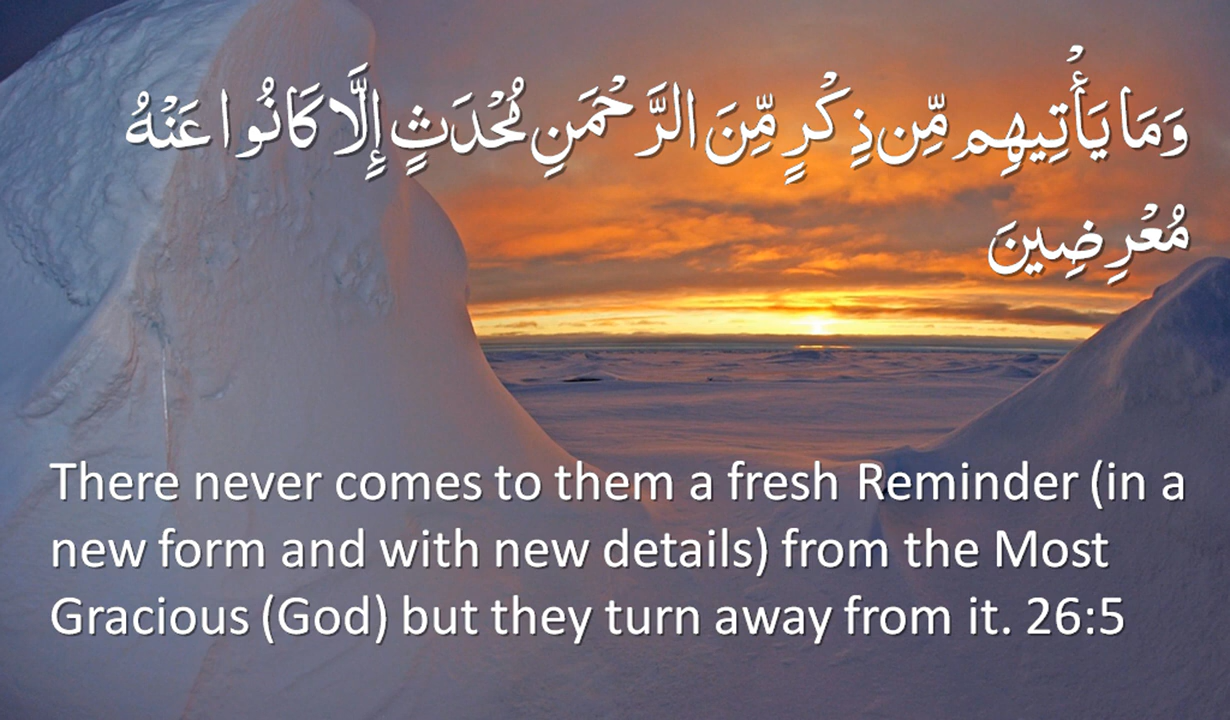 وَمَا يَأْتِيهِم مِّن ذِكْرٍ مِّنَ الرَّحْمَنِ مُحْدَثٍ إِلَّا كَانُوا عَنْهُ
مُعْرِضِينَ
There never comes to them a fresh Reminder (in a
new form and with new details) from the Most
Gracious (God) but they turn away from it. 26:5